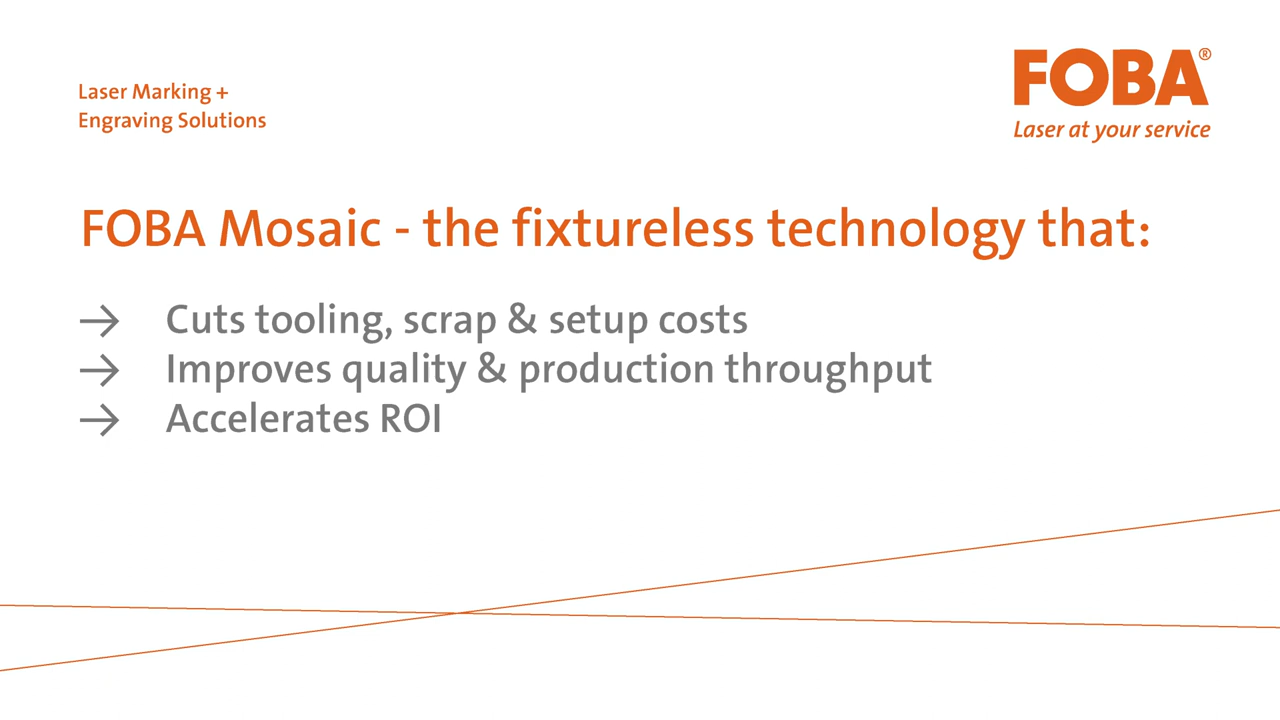 Laser Marking +
Engraving Solutions
FOBA®
Laser at your service
FOBA Mosaic - the fixtureless technology that:
→ Cuts tooling, scrap & setup costs
→ Improves quality & production throughput
→ Accelerates ROI